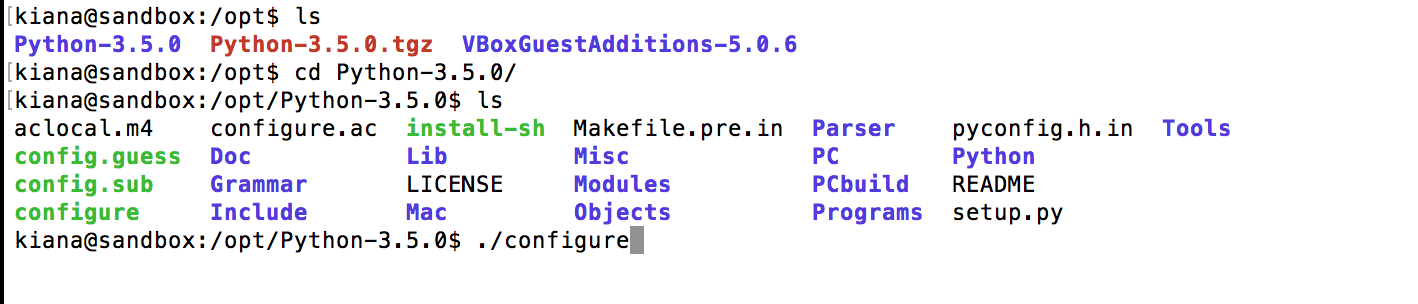 [kiana@sandbox:/opt$ ls
Python-3.5.0 Python-3.5.0.tgz VBoxGuestAdditions-5.0.6
[kiana@sandbox:/opt$ cd Python-3.5.0/
[kiana@sandbox:/opt/Python-3.5.0$ ls
aclocal.m4 configure.ac install-sh Makefile.pre.in Parser pyconfig.h.in Tools
config.guess Doc Lib Misc PC Python
config.sub Grammar LICENSE Modules PCbuild README
configure Include Mac Objects Programs setup.py
kiana@sandbox:/opt/Python-3.5.0$ ./configure